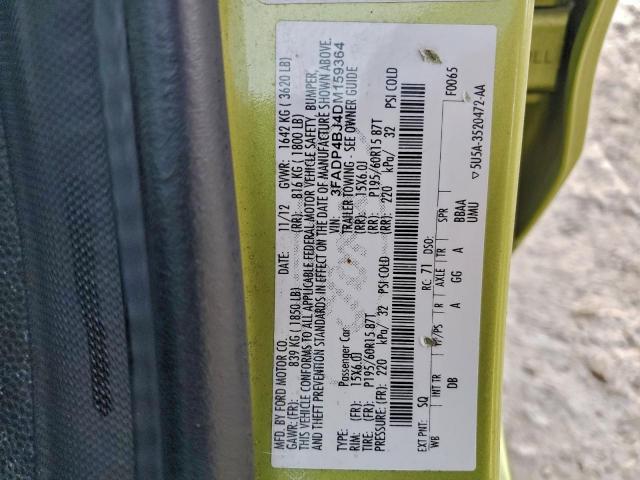 MFD. BY FORD MOTOR CO.
DATE: 11/12 GVWR: 1642 KG ( 3620 LB)
GAWR: (FR): 839 KG ( 1850 LB) (RR): 816 KG ( 1800 LB)
THIS VEHICLE CONFORMS TO ALL APPLICABLE FEDERAL MOTOR VEHICLE SAFETY, BUMPER,
AND THEFT PREVENTION STANDARDS IN EFFECT ON THE DATE OF MANUFACTURE SHOWN ABOVE.
VIN: 3FADP4BJ4DM159364
TYPE: Passenger Car TRAILER TOWING - SEE OWNER GUIDE
RIM: (FR): 15X6.0J (RR): 15X6.0J
TIRE: (FR): P195/60R15 87T (RR): P195/60R15 87T
PRESSURE: (FR): 220 kPa/ 32 PSI COLD (RR): 220 kPa/ 32 PSI COLD
F0065
EXT PNT: SQ RC: 71 DSO:
WB INT TR TP/PS R AXLE TR SPR
DB A GG A BBAA
UMU
5U5A-3520472-AA